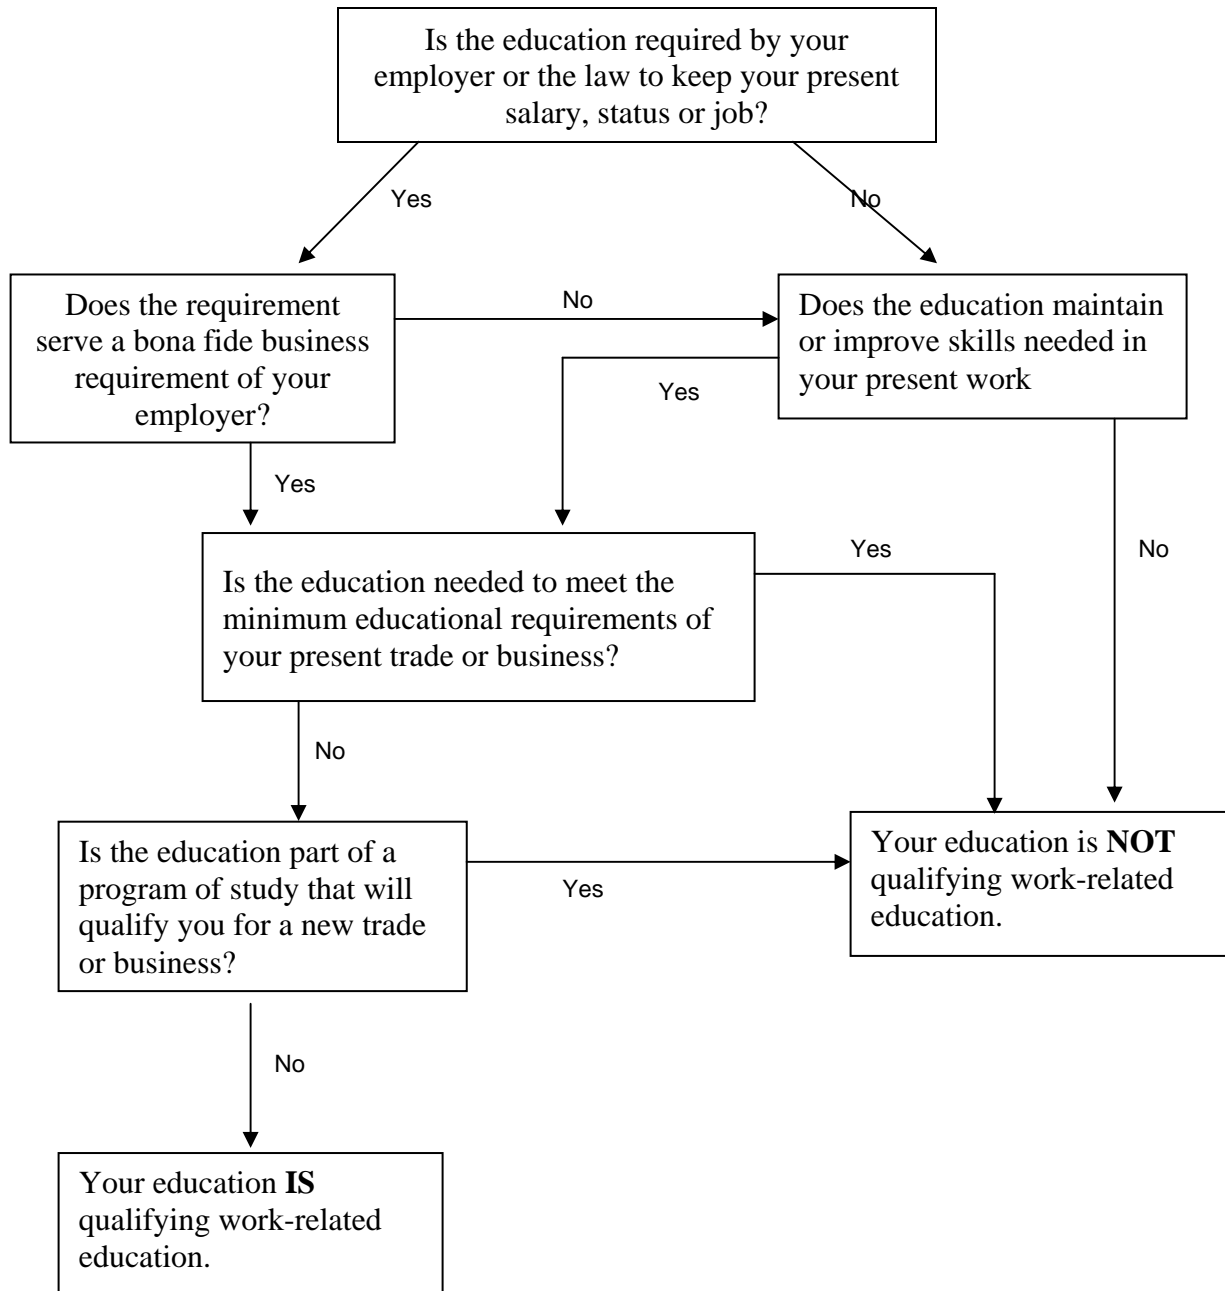 Is the education required by your
employer or the law to keep your present
salary, status or job?
Yes
No
Does the requirement
serve a bona fide business
requirement of your
employer?
No
Does the education maintain
or improve skills needed in
your present work
Yes
Yes
Is the education needed to meet the
minimum educational requirements of
your present trade or business?
Yes
No
No
Is the education part of a
program of study that will
qualify you for a new trade
or business?
Yes
Your education is NOT
qualifying work-related
education.
No
Your education IS
qualifying work-related
education.